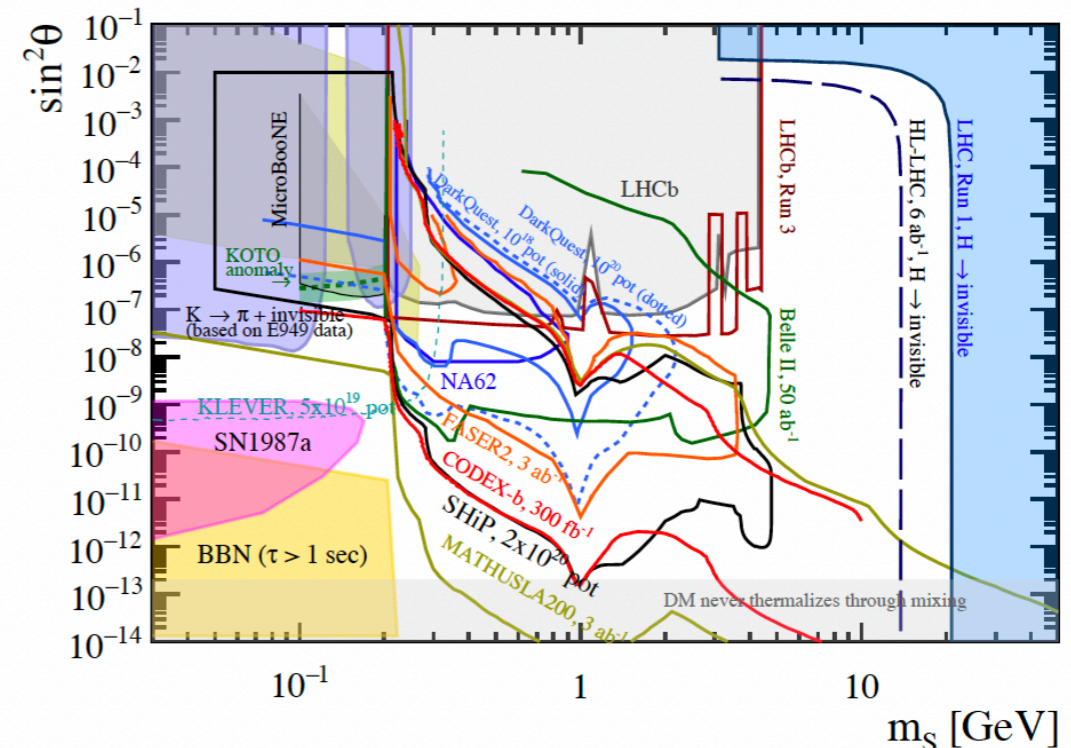 sin²θ
10⁻¹
10⁻²
10⁻³
10⁻⁴
10⁻⁵
10⁻⁶
10⁻⁷
10⁻⁸
10⁻⁹
10⁻¹⁰
10⁻¹¹
10⁻¹²
10⁻¹³
10⁻¹⁴
MicroBooNE
KOTO
anomaly
→
K → π + invisible
(based on E949 data)
KLEVER, 5x10¹⁹ pot
SN1987a
BBN (τ > 1 sec)
LHCb
DarkQuest, 10¹⁸ pot (solid)
DarkQuest, 10²⁰ pot (dotted)
NA62
FASER2, 3 ab⁻¹
CODEX-b, 300 fb⁻¹
SHiP, 2x10²⁰ pot
MATHUSLA200, 3 ab⁻¹
LHCb, Run 3
Belle II, 50 ab⁻¹
HL-LHC, 6 ab⁻¹, H → invisible
LHC, Run 1, H → invisible
DM never thermalizes through mixing
10⁻¹
1
10
m_S [GeV]